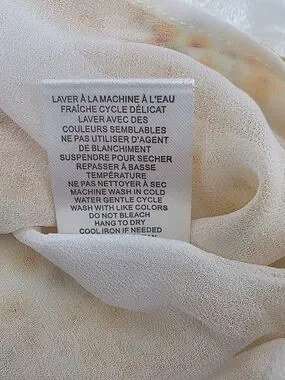 LAVER À LA MACHINE À L'EAU
FRAÎCHE CYCLE DÉLICAT
LAVER AVEC DES
COULEURS SEMBLABLES
NE PAS UTILISER D'AGENT
DE BLANCHIMENT
SUSPENDRE POUR SECHER
REPASSER À BASSE
TEMPÉRATURE
NE PAS NETTOYER À SEC
MACHINE WASH IN COLD
WATER GENTLE CYCLE
WASH WITH LIKE COLORS
DO NOT BLEACH
HANG TO DRY
COOL IRON IF NEEDED